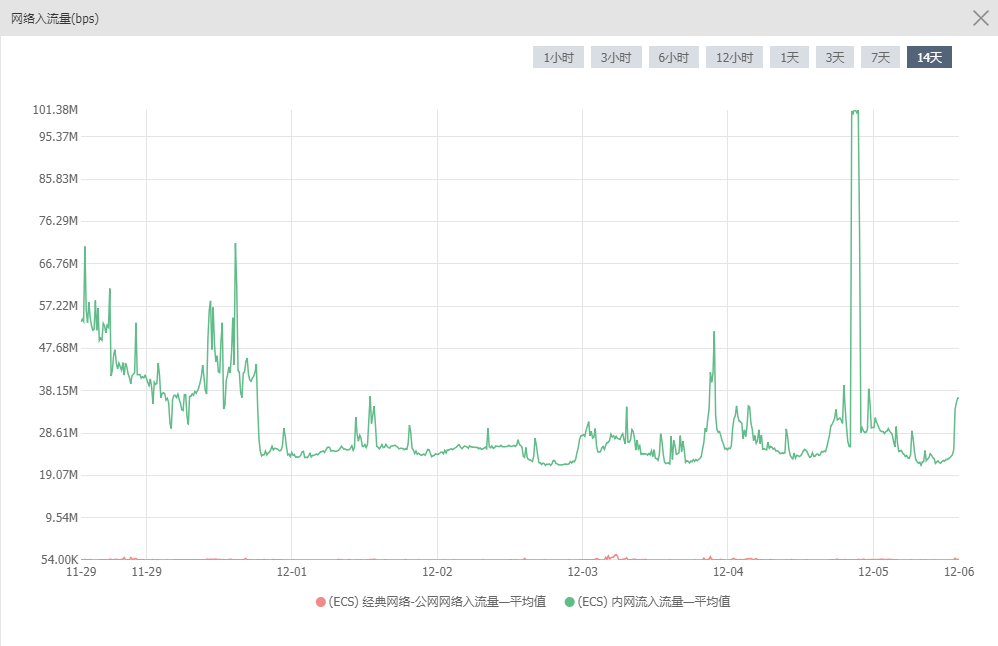 网络入流量(bps)
1小时 3小时 6小时 12小时 1天 3天 7天 14天
101.38M
95.37M
85.83M
76.29M
66.76M
57.22M
47.68M
38.15M
28.61M
19.07M
9.54M
54.00K
11-29 11-29 12-01 12-02 12-03 12-04 12-05 12-06
(ECS) 经典网络-公网网络入流量—平均值 (ECS) 内网流入流量—平均值